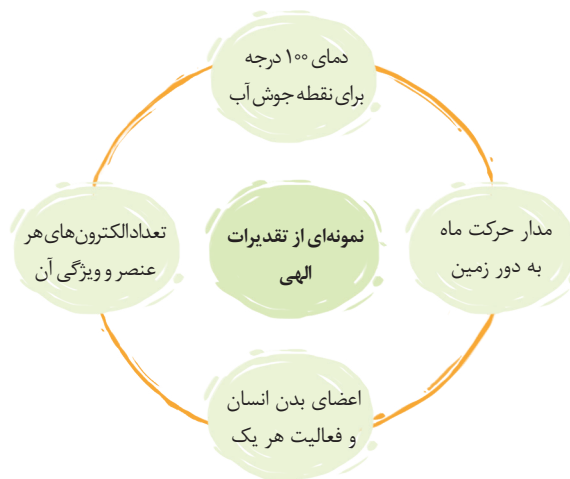 دمای ۱۰۰ درجه
برای نقطه جوش آب
مدار حرکت ماه
به دور زمین
نمونه‌ای از تقدیرات
الهی
تعدادالکترون‌های هر
عنصر و ویژگی آن
اعضای بدن انسان
و فعالیت هر یک